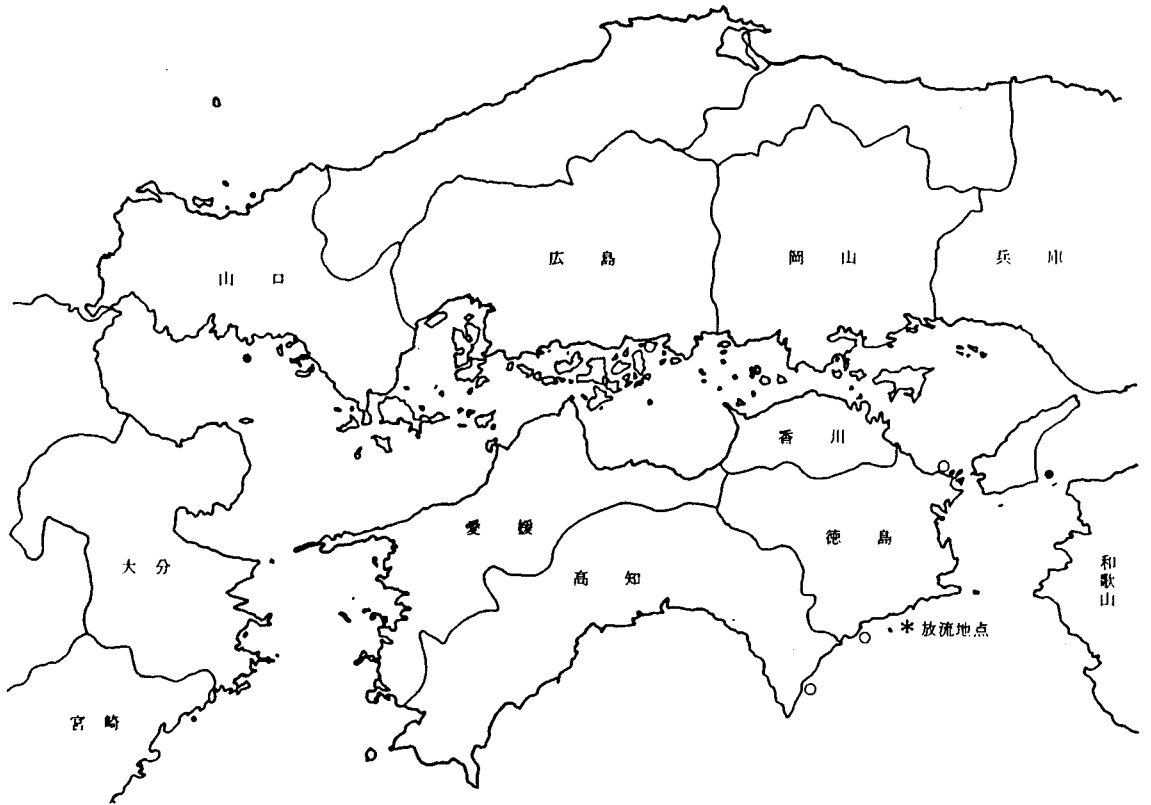 広島
岡山
兵庫
山口
香川
愛媛
徳島
大分
高知
和歌山
＊放流地点
宮崎